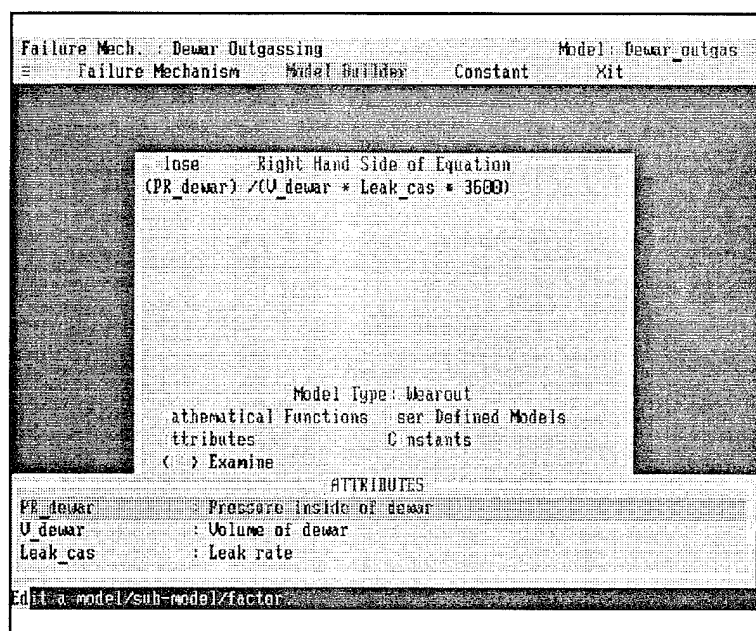 Failure Mech. : Dewar Outgassing Model: Dewar_outgas
≡ Failure Mechanism Model Builder Constant Xit
lose Right Hand Side of Equation
(PR_dewar) /(V_dewar * Leak_cas * 3600)
Model Type: Wearout
athematical Functions ser Defined Models
ttributes C nstants
( ) Examine
ATTRIBUTES
PR_dewar : Pressure inside of dewar
V_dewar : Volume of dewar
Leak_cas : Leak rate
Edit a model/sub-model/factor.